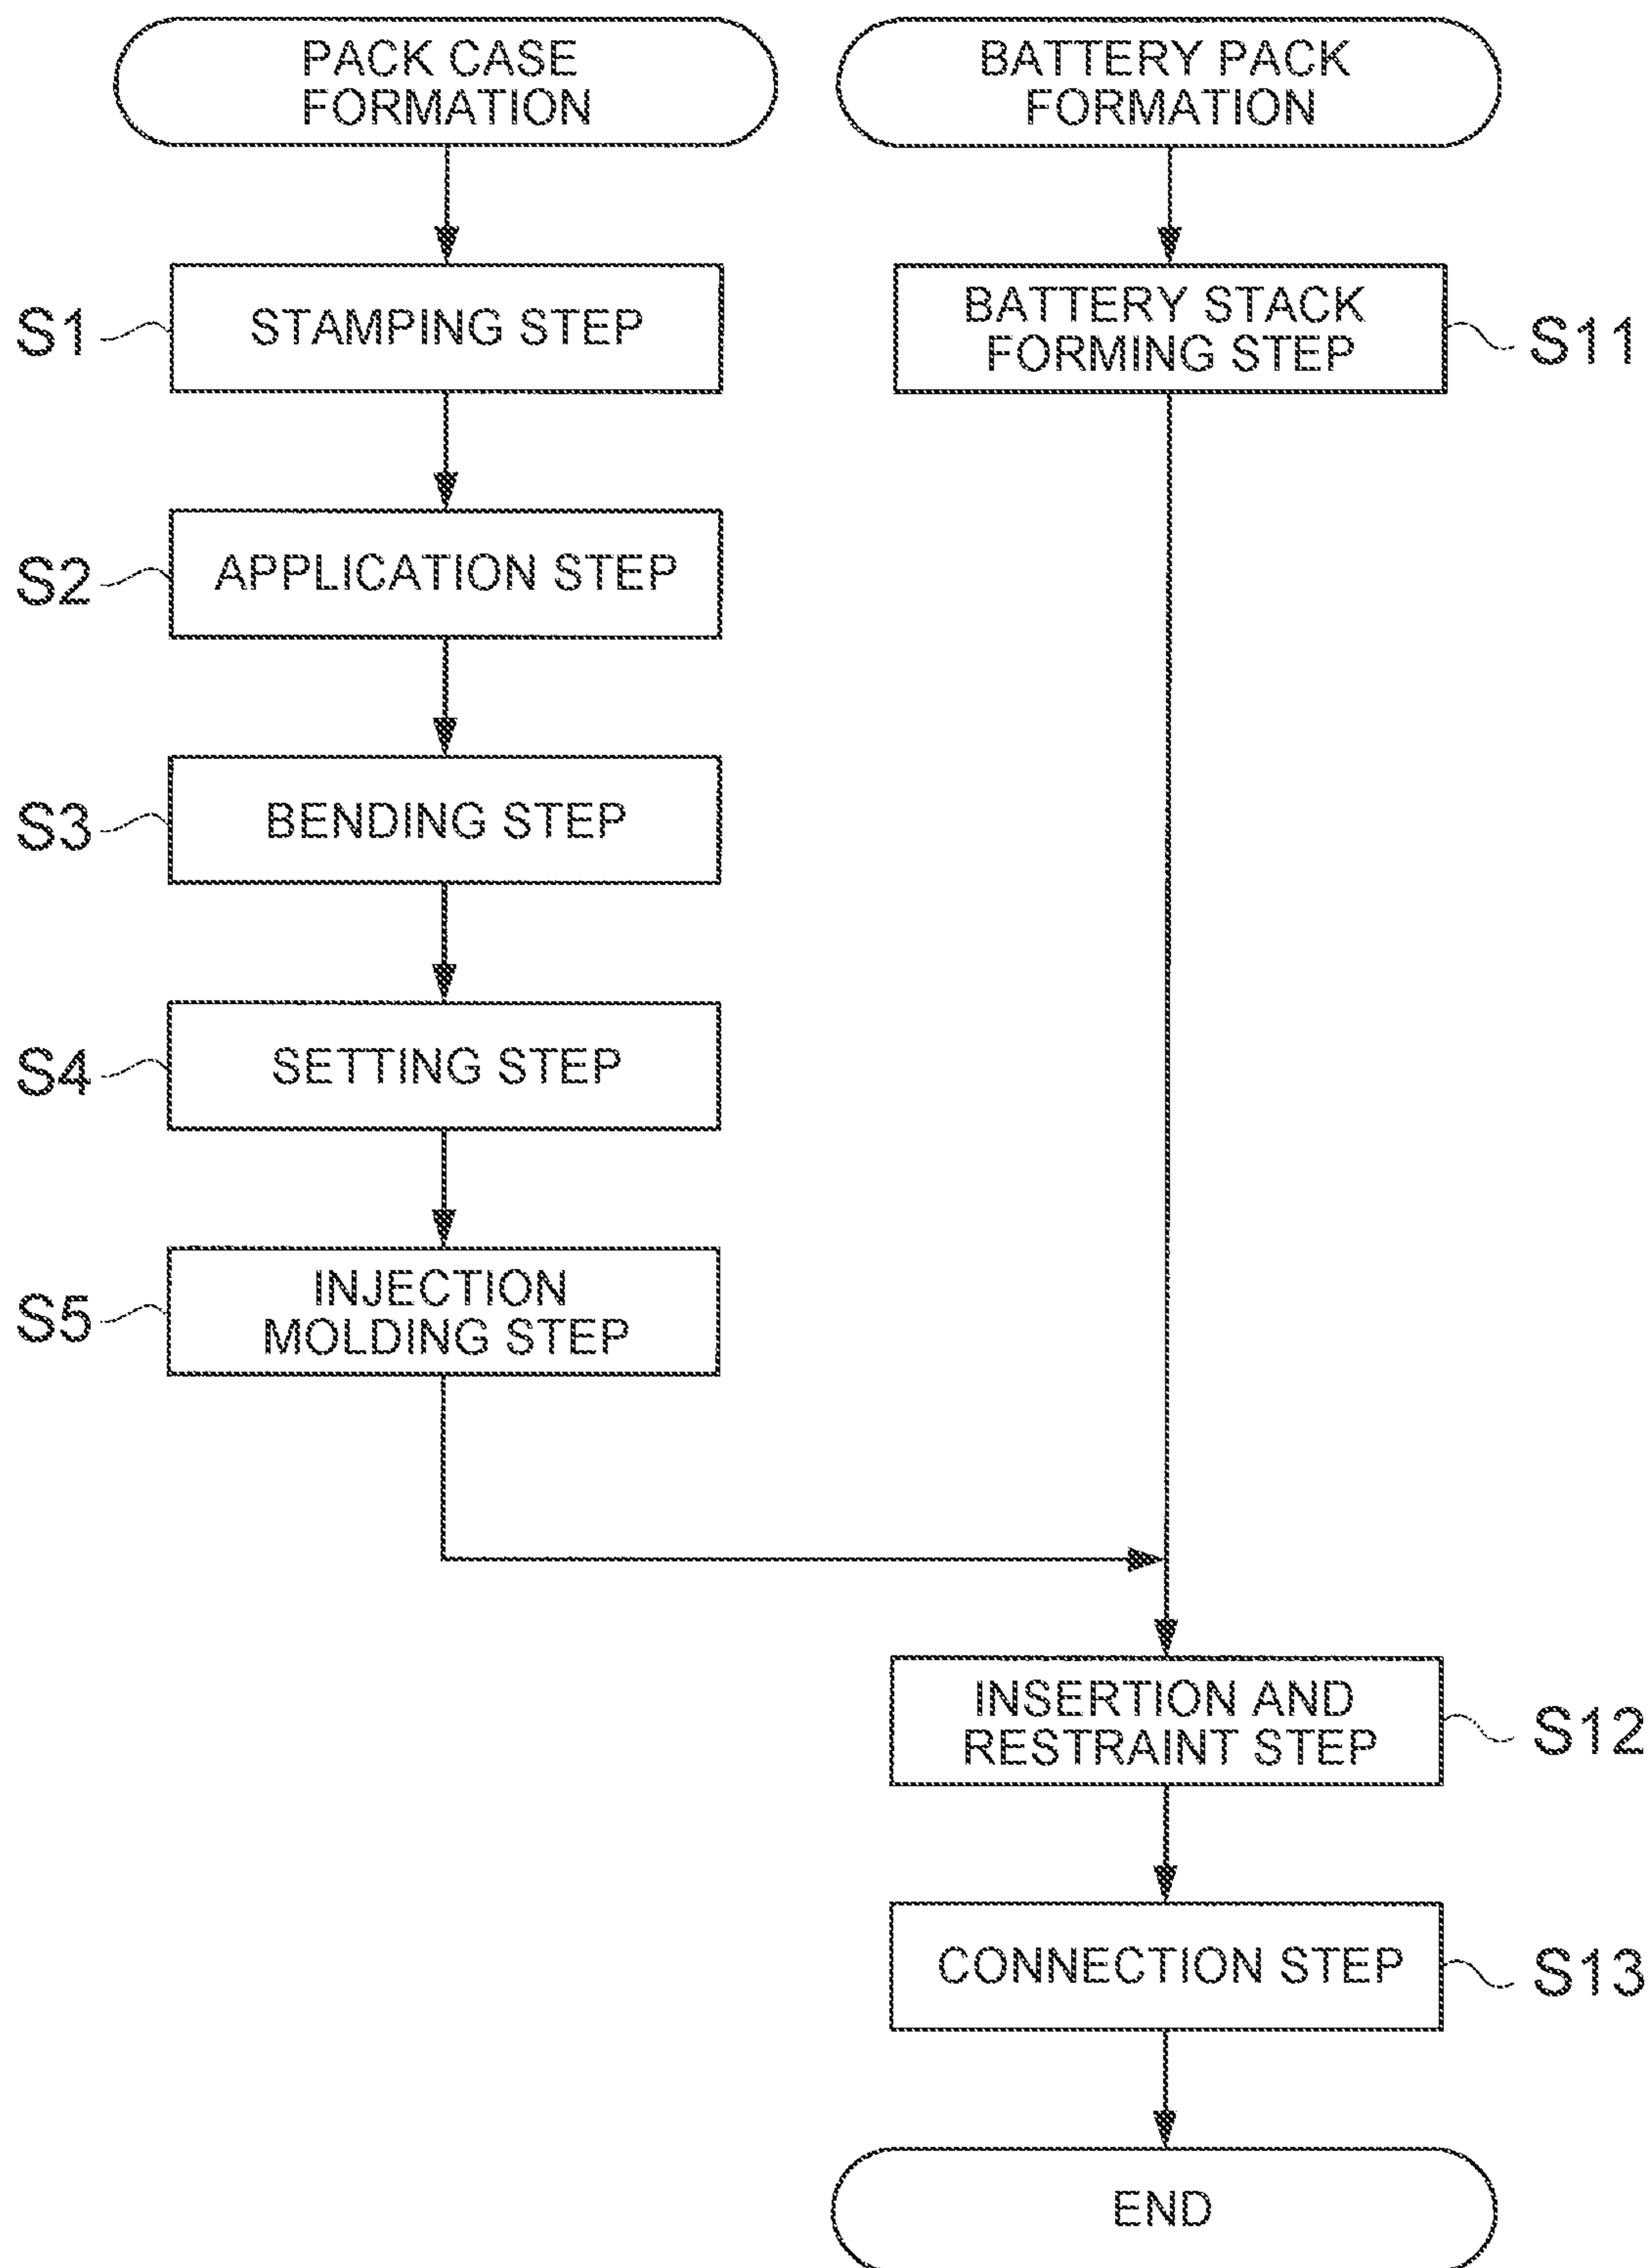 PACK CASE
FORMATION
S1
STAMPING STEP
S2
APPLICATION STEP
S3
BENDING STEP
S4
SETTING STEP
S5
INJECTION
MOLDING STEP
BATTERY PACK
FORMATION
BATTERY STACK
FORMING STEP
S11
INSERTION AND
RESTRAINT STEP
S12
CONNECTION STEP
S13
END